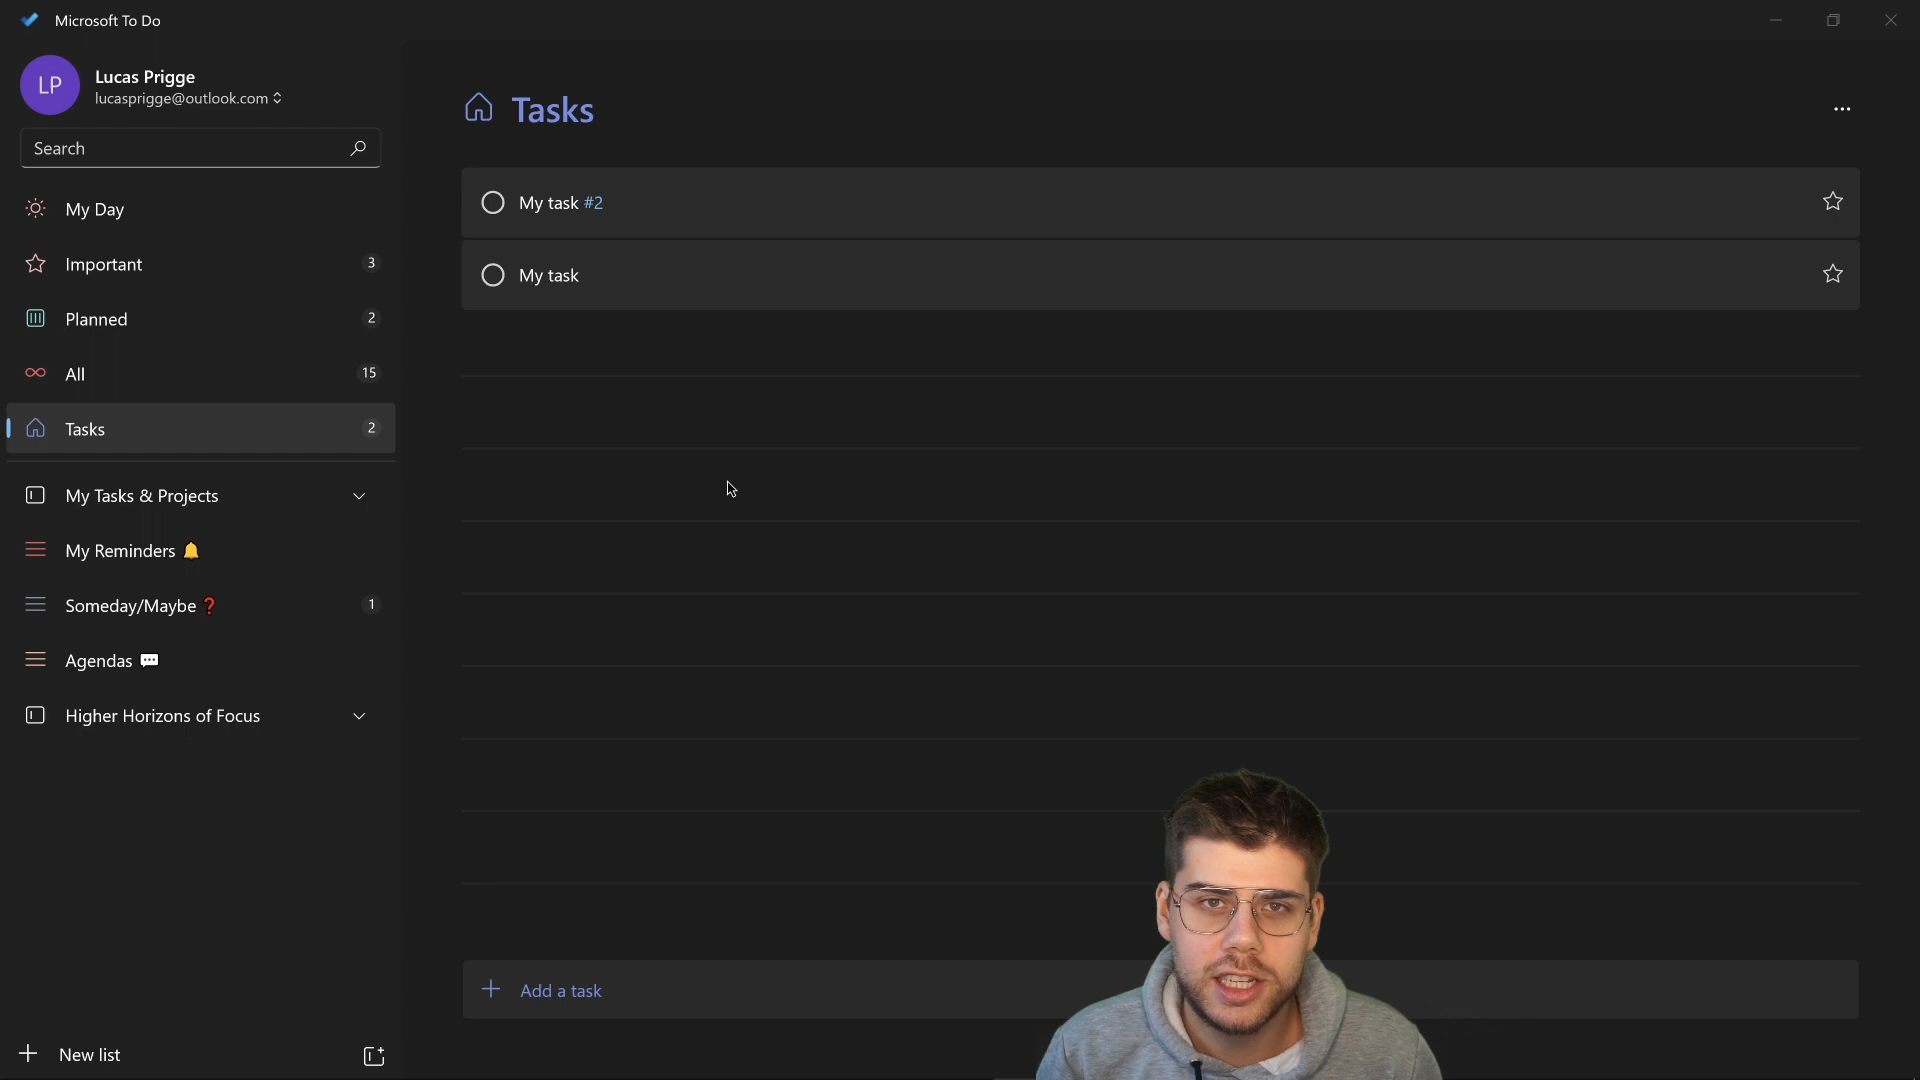 Microsoft To Do
LP
Lucas Prigge
lucasprigge@outlook.com
Search
My Day
Important 3
Planned 2
All 15
Tasks 2
My Tasks & Projects
My Reminders 🔔
Someday/Maybe ❓ 1
Agendas 💬
Higher Horizons of Focus
New list
Tasks
My task #2
My task
Add a task